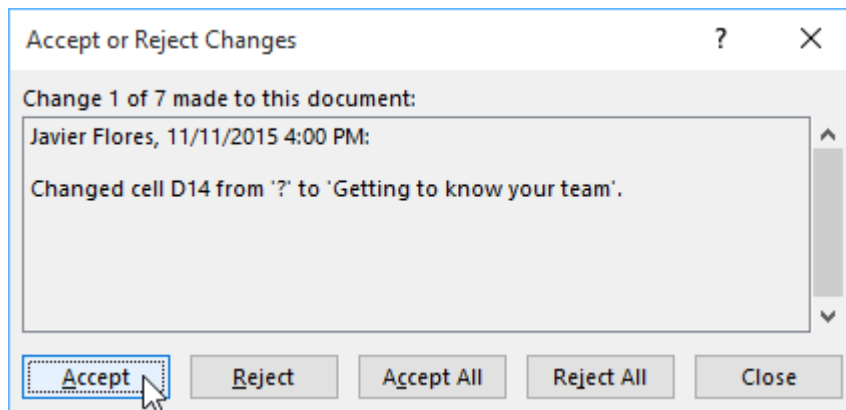 Accept or Reject Changes ?
Change 1 of 7 made to this document:
Javier Flores, 11/11/2015 4:00 PM:
Changed cell D14 from '?' to 'Getting to know your team'.
Accept Reject Accept All Reject All Close